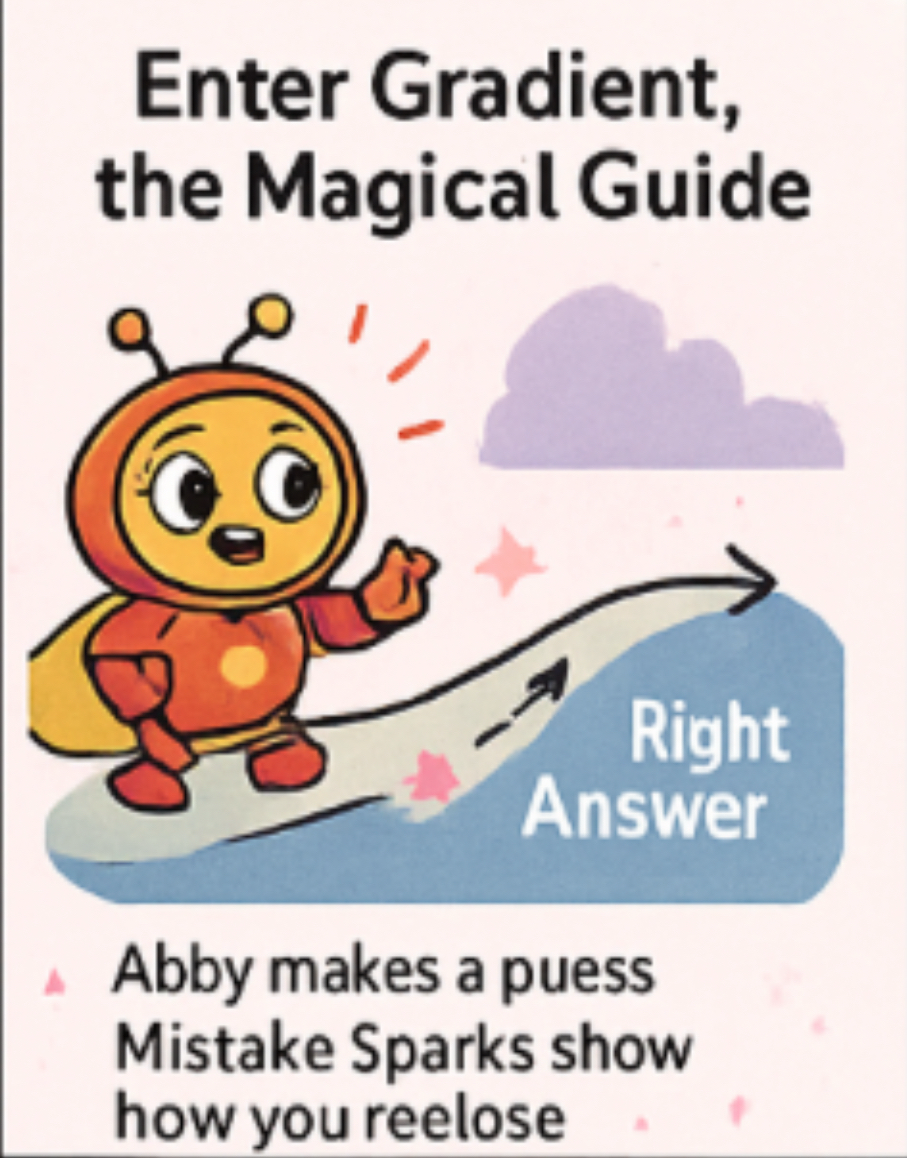 Enter Gradient,
the Magical Guide
Right
Answer
Abby makes a puess
Mistake Sparks show
how you reelose